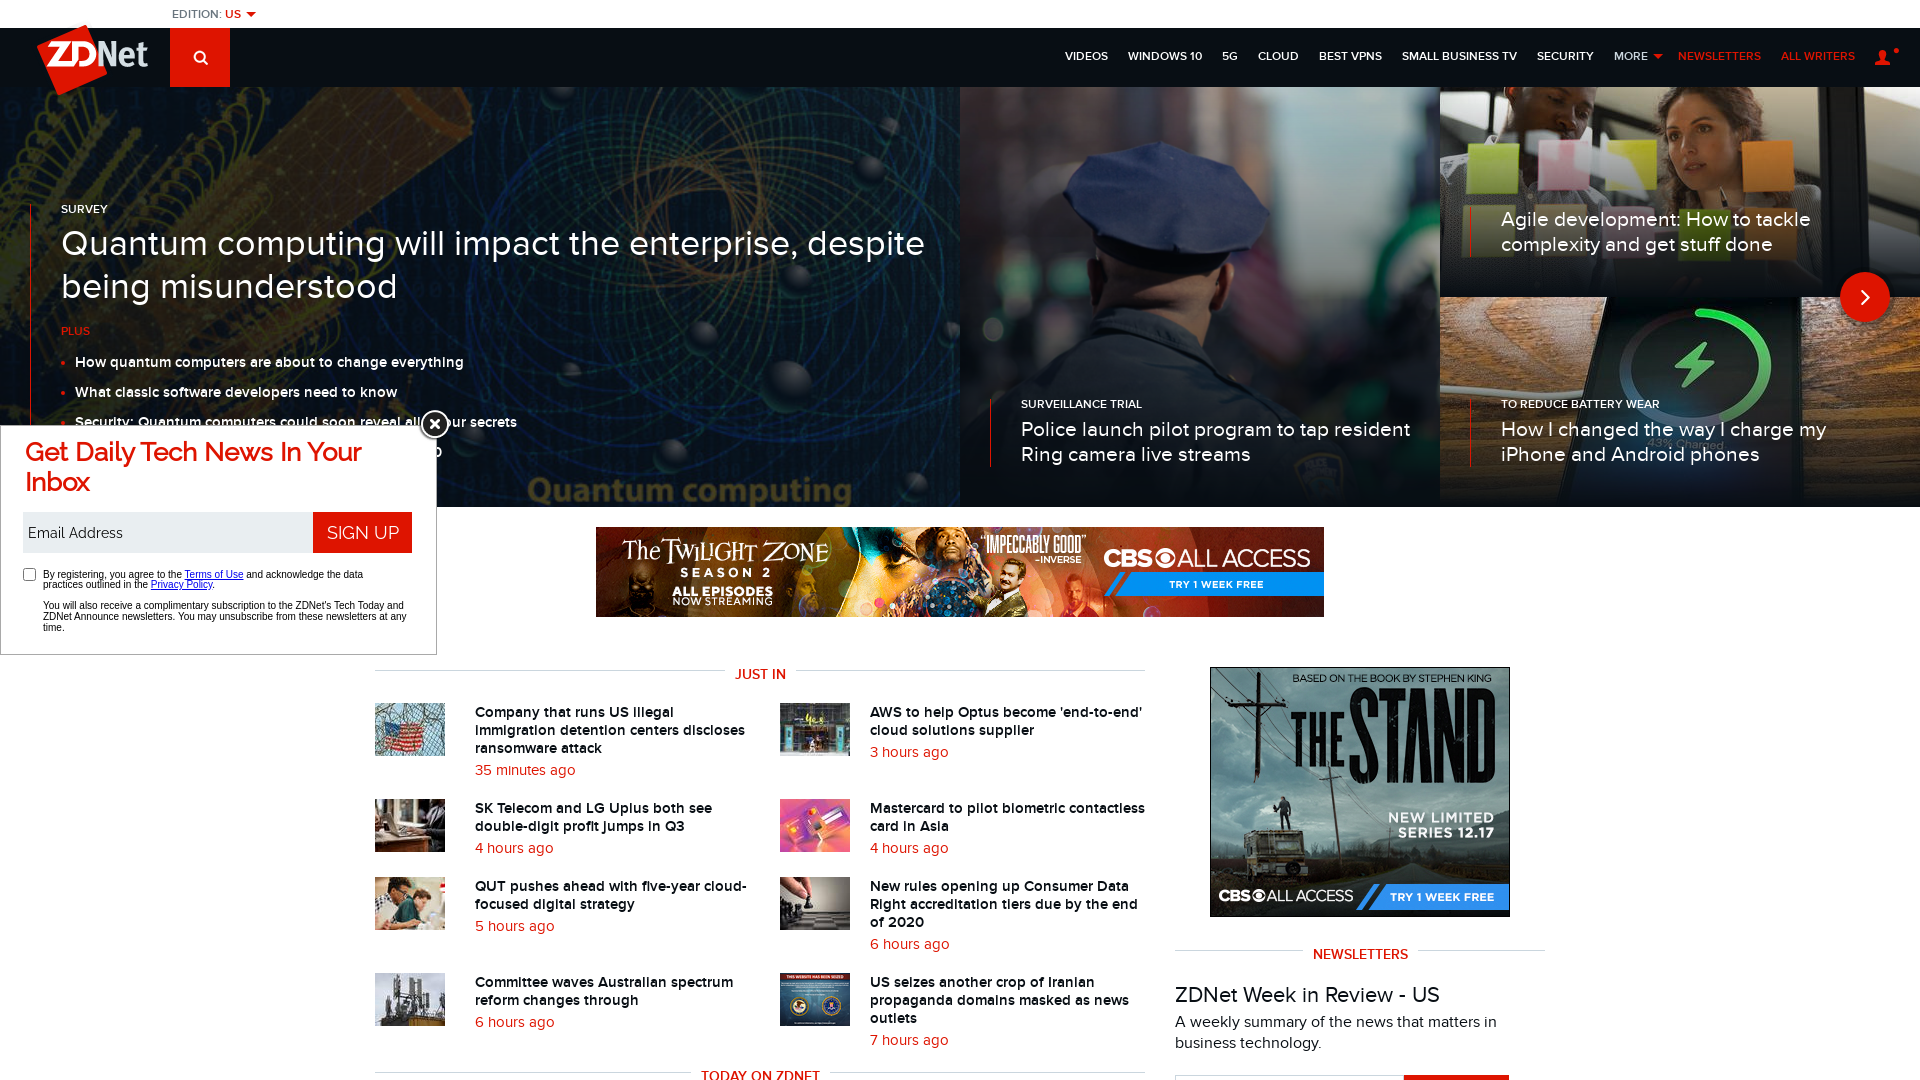 EDITION: US
ZDNet
VIDEOS WINDOWS 10 5G CLOUD BEST VPNS SMALL BUSINESS TV SECURITY MORE NEWSLETTERS ALL WRITERS
SURVEY
Quantum computing will impact the enterprise, despite
being misunderstood
PLUS
How quantum computers are about to change everything
What classic software developers need to know
Security: Quantum computers could soon reveal all our secrets
Quantum computing
SURVEILLANCE TRIAL
Police launch pilot program to tap resident
Ring camera live streams
Agile development: How to tackle
complexity and get stuff done
TO REDUCE BATTERY WEAR
How I changed the way I charge my
iPhone and Android phones
43% Charged
Get Daily Tech News In Your
Inbox
Email Address
SIGN UP
By registering, you agree to the Terms of Use and acknowledge the data
practices outlined in the Privacy Policy.
You will also receive a complimentary subscription to the ZDNet's Tech Today and
ZDNet Announce newsletters. You may unsubscribe from these newsletters at any
time.
THE TWILIGHT ZONE
SEASON 2
ALL EPISODES
NOW STREAMING
"IMPECCABLY GOOD"
-INVERSE
CBS ALL ACCESS
TRY 1 WEEK FREE
JUST IN
Company that runs US illegal
immigration detention centers discloses
ransomware attack
35 minutes ago
AWS to help Optus become 'end-to-end'
cloud solutions supplier
3 hours ago
SK Telecom and LG Uplus both see
double-digit profit jumps in Q3
4 hours ago
Mastercard to pilot biometric contactless
card in Asia
4 hours ago
QUT pushes ahead with five-year cloud-
focused digital strategy
5 hours ago
New rules opening up Consumer Data
Right accreditation tiers due by the end
of 2020
6 hours ago
Committee waves Australian spectrum
reform changes through
6 hours ago
THIS WEBSITE HAS BEEN SEIZED
US seizes another crop of Iranian
propaganda domains masked as news
outlets
7 hours ago
TODAY ON ZDNET
BASED ON THE BOOK BY STEPHEN KING
THE STAND
NEW LIMITED
SERIES 12.17
CBS ALL ACCESS
TRY 1 WEEK FREE
NEWSLETTERS
ZDNet Week in Review - US
A weekly summary of the news that matters in
business technology.